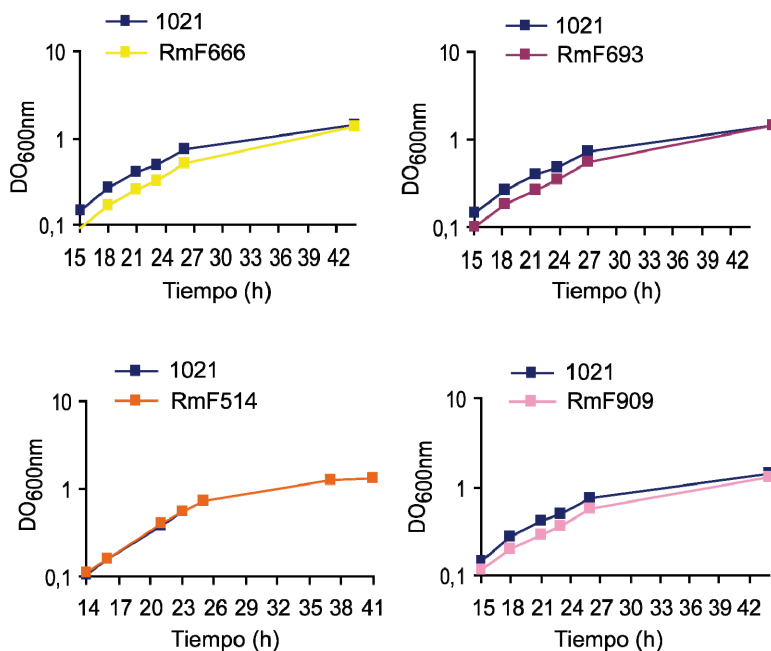 1021
RmF666
10
1
0,1
DO600nm
15 18 21 24 27 30 33 36 39 42
Tiempo (h)
1021
RmF693
10
1
0,1
DO600nm
15 18 21 24 27 30 33 36 39 42
Tiempo (h)
1021
RmF514
10
1
0,1
DO600nm
14 17 20 23 26 29 32 35 38 41
Tiempo (h)
1021
RmF909
10
1
0,1
DO600nm
15 18 21 24 27 30 33 36 39 42
Tiempo (h)